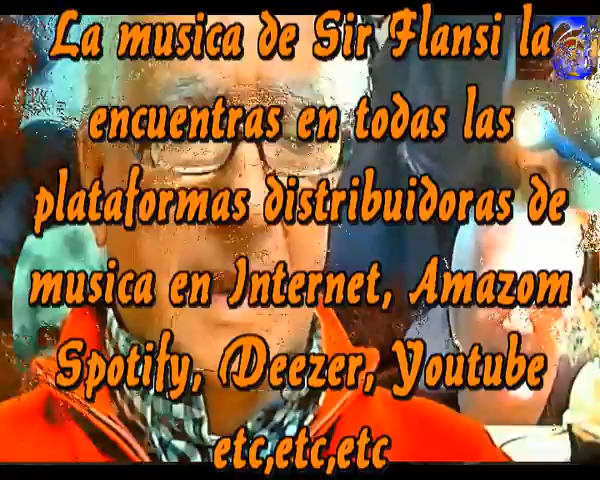 La musica de Sir Flansi la
encuentras en todas las
plataformas distribuidoras de
musica en Internet, Amazom
Spotify, Deezer, Youtube
etc,etc,etc